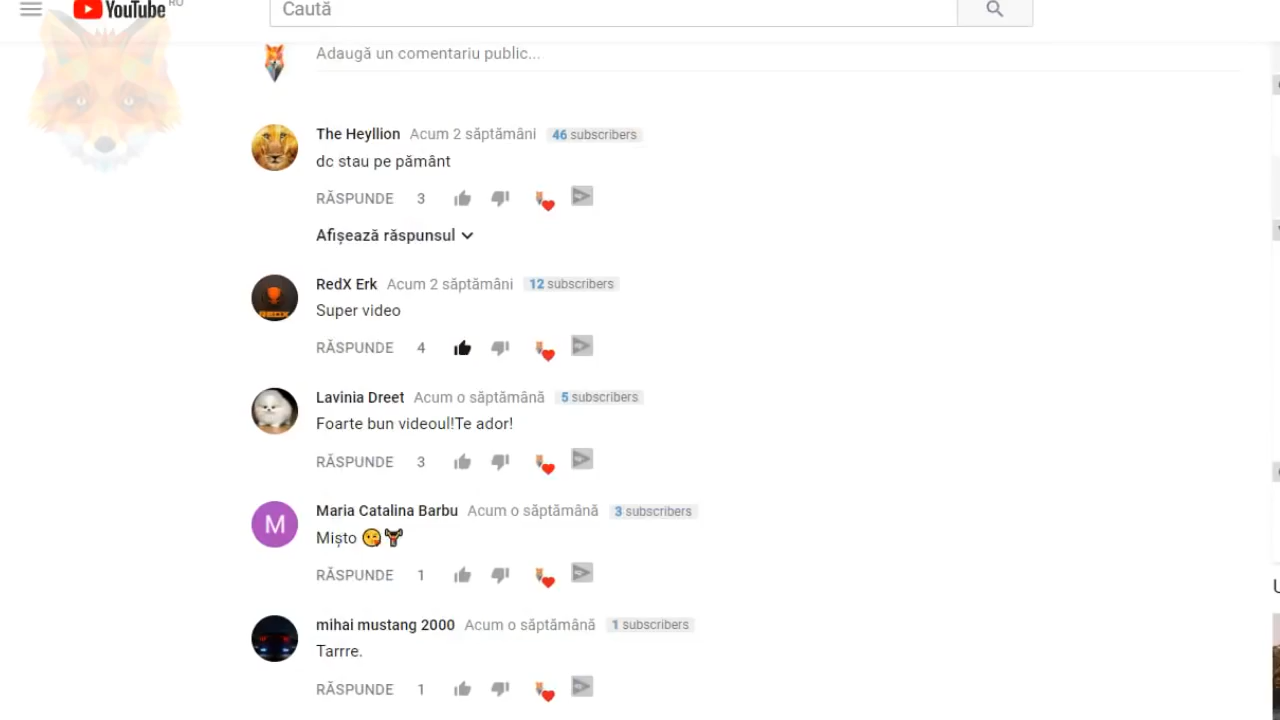 YouTube RO
Caută
Adaugă un comentariu public...
The Heyllion Acum 2 săptămâni 46 subscribers
dc stau pe pământ
RĂSPUNDE 3
Afișează răspunsul
RedX Erk Acum 2 săptămâni 12 subscribers
Super video
REDX
RĂSPUNDE 4
Lavinia Dreet Acum o săptămână 5 subscribers
Foarte bun videoul!Te ador!
RĂSPUNDE 3
Maria Catalina Barbu Acum o săptămână 3 subscribers
M
Mișto 😘
RĂSPUNDE 1
mihai mustang 2000 Acum o săptămână 1 subscribers
Tarrre.
RĂSPUNDE 1